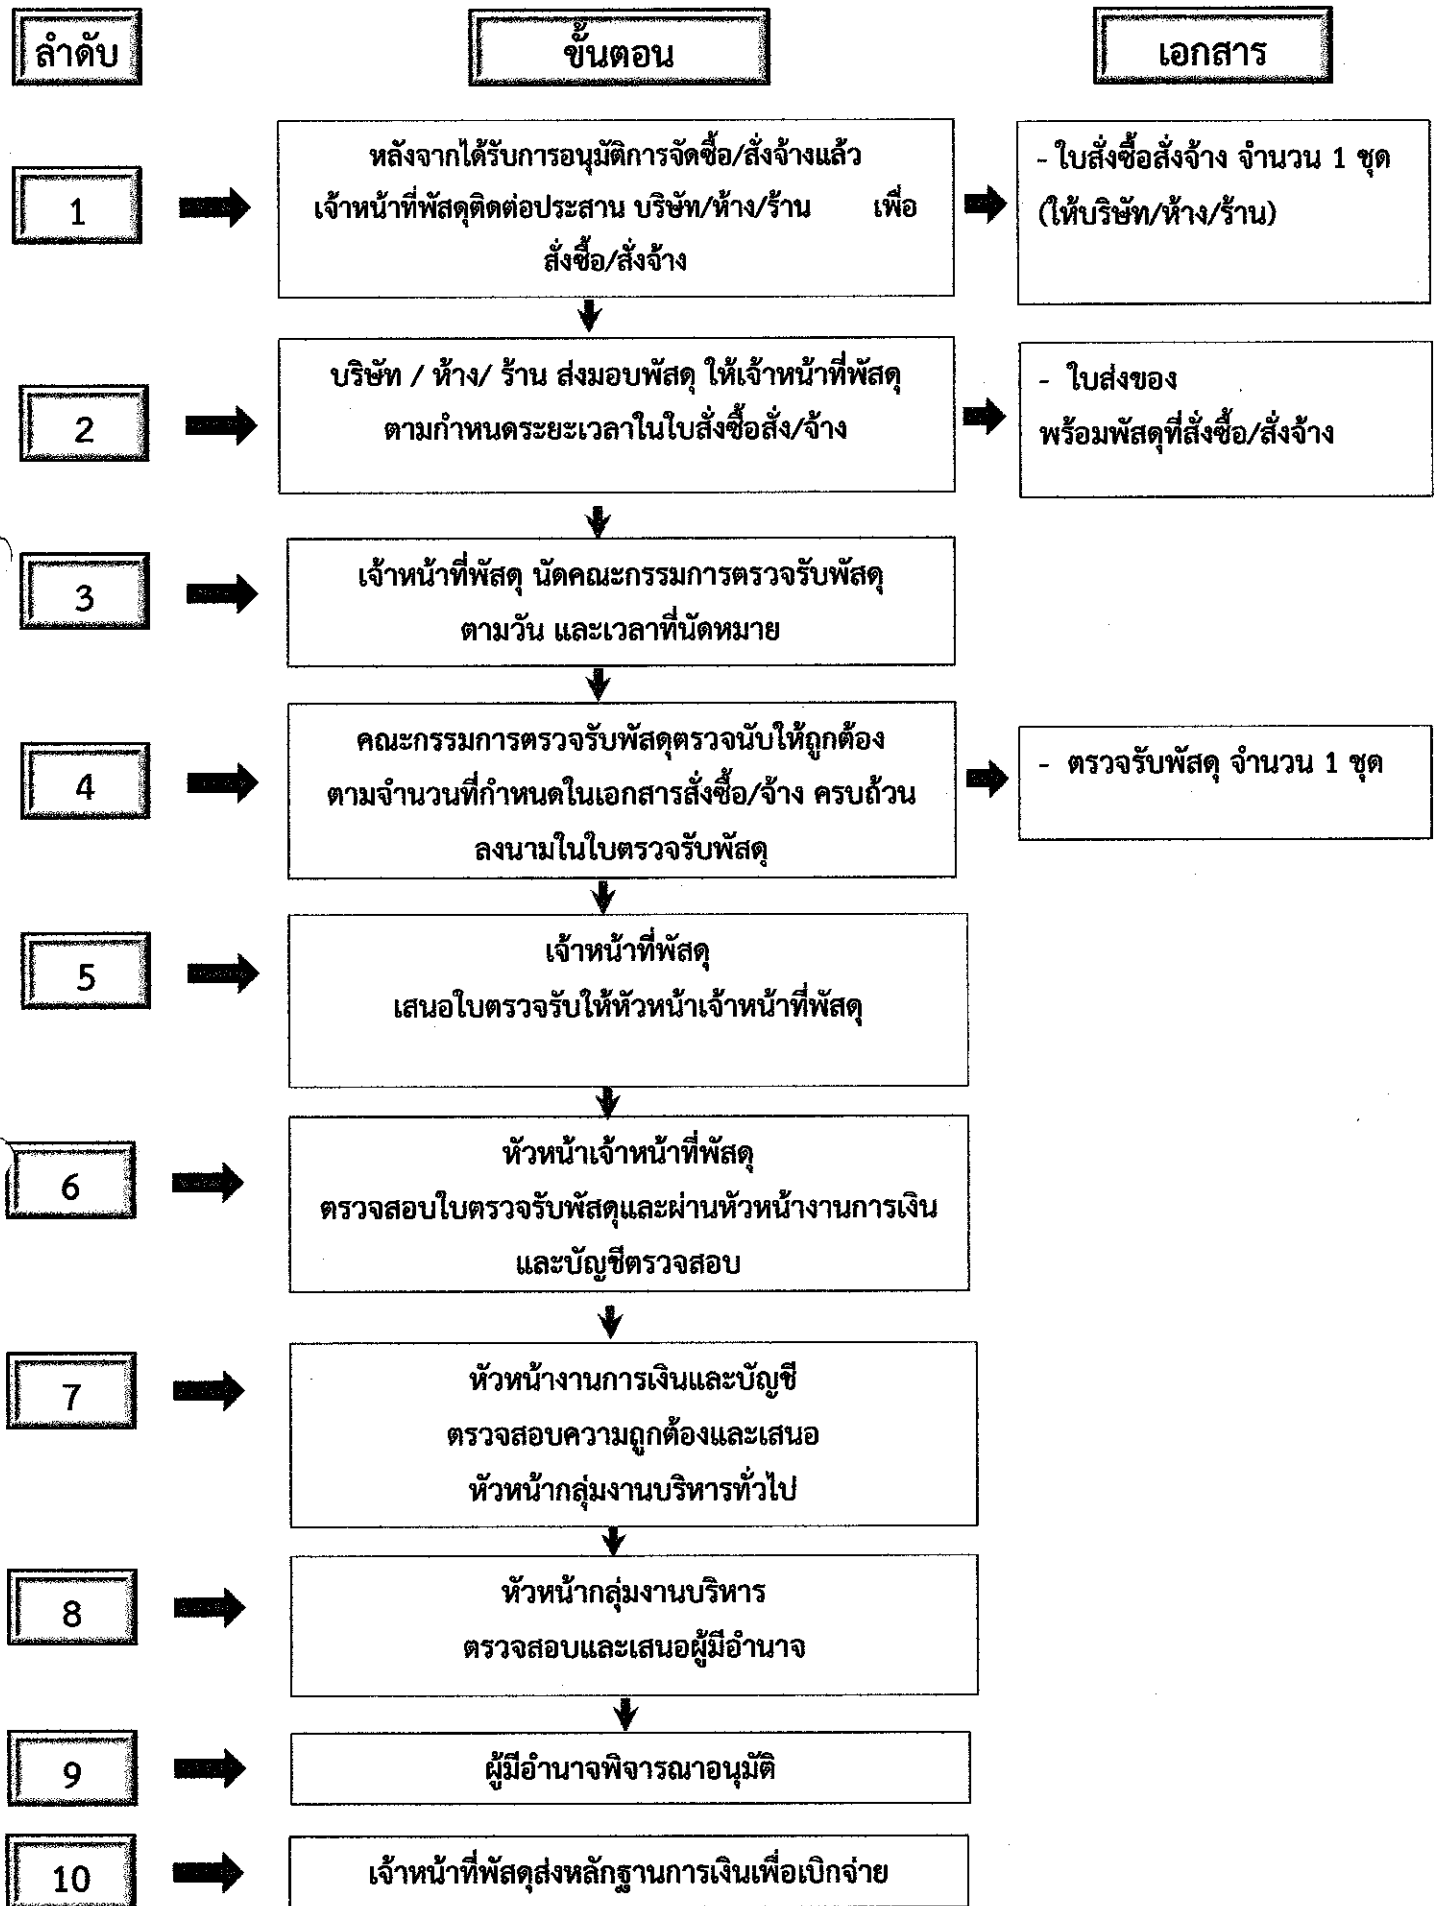 ลำดับ
ขั้นตอน
เอกสาร
1
หลังจากได้รับการอนุมัติการจัดซื้อ/สั่งจ้างแล้ว
เจ้าหน้าที่พัสดุติดต่อประสาน บริษัท/ห้าง/ร้าน เพื่อ
สั่งซื้อ/สั่งจ้าง
- ใบสั่งซื้อสั่งจ้าง จำนวน 1 ชุด
(ให้บริษัท/ห้าง/ร้าน)
2
บริษัท / ห้าง/ ร้าน ส่งมอบพัสดุ ให้เจ้าหน้าที่พัสดุ
ตามกำหนดระยะเวลาในใบสั่งซื้อสั่ง/จ้าง
- ใบส่งของ
พร้อมพัสดุที่สั่งซื้อ/สั่งจ้าง
3
เจ้าหน้าที่พัสดุ นัดคณะกรรมการตรวจรับพัสดุ
ตามวัน และเวลาที่นัดหมาย
4
คณะกรรมการตรวจรับพัสดุตรวจนับให้ถูกต้อง
ตามจำนวนที่กำหนดในเอกสารสั่งซื้อ/จ้าง ครบถ้วน
ลงนามในใบตรวจรับพัสดุ
- ตรวจรับพัสดุ จำนวน 1 ชุด
5
เจ้าหน้าที่พัสดุ
เสนอใบตรวจรับให้หัวหน้าเจ้าหน้าที่พัสดุ
6
หัวหน้าเจ้าหน้าที่พัสดุ
ตรวจสอบใบตรวจรับพัสดุและผ่านหัวหน้างานการเงิน
และบัญชีตรวจสอบ
7
หัวหน้างานการเงินและบัญชี
ตรวจสอบความถูกต้องและเสนอ
หัวหน้ากลุ่มงานบริหารทั่วไป
8
หัวหน้ากลุ่มงานบริหาร
ตรวจสอบและเสนอผู้มีอำนาจ
9
ผู้มีอำนาจพิจารณาอนุมัติ
10
เจ้าหน้าที่พัสดุส่งหลักฐานการเงินเพื่อเบิกจ่าย